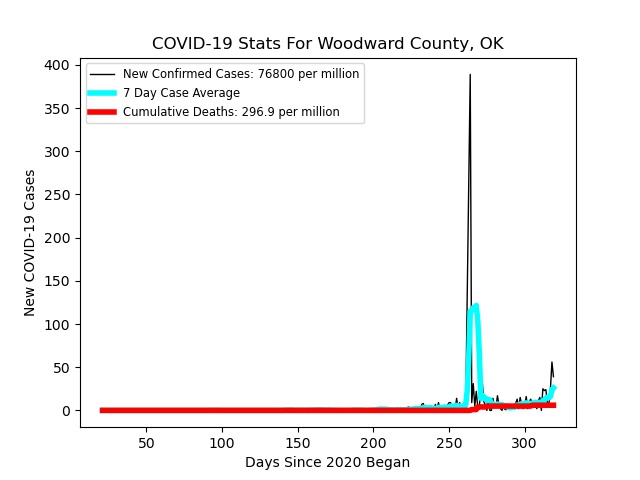 COVID-19 Stats For Woodward County, OK
New Confirmed Cases: 76800 per million
7 Day Case Average
Cumulative Deaths: 296.9 per million
New COVID-19 Cases
400
350
300
250
200
150
100
50
0
50 100 150 200 250 300
Days Since 2020 Began